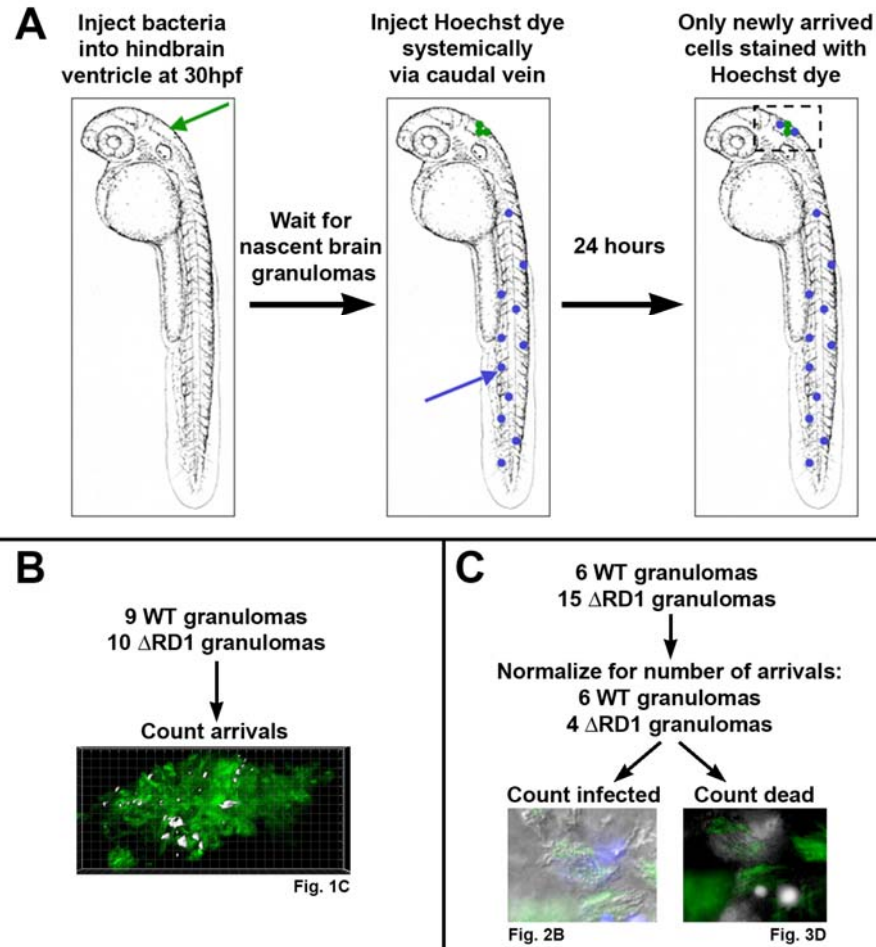 A
Inject bacteria
into hindbrain
ventricle at 30hpf
Wait for
nascent brain
granulomas
Inject Hoechst dye
systemically
via caudal vein
24 hours
Only newly arrived
cells stained with
Hoechst dye
B
9 WT granulomas
10 ΔRD1 granulomas
Count arrivals
Fig. 1C
C
6 WT granulomas
15 ΔRD1 granulomas
Normalize for number of arrivals:
6 WT granulomas
4 ΔRD1 granulomas
Count infected
Fig. 2B
Count dead
Fig. 3D